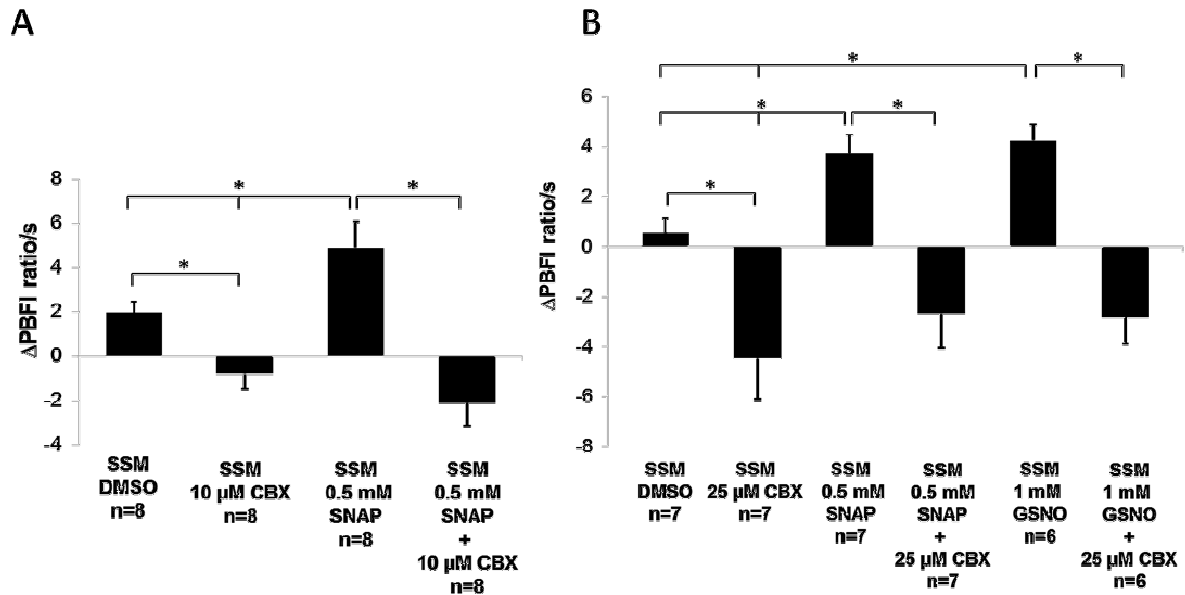 A
*
*
*
ΔPBFI ratio/s
8
6
4
2
0
-2
-4
SSM
DMSO
n=8
SSM
10 µM CBX
n=8
SSM
0.5 mM
SNAP
n=8
SSM
0.5 mM
SNAP
+
10 µM CBX
n=8
B
*
*
*
*
*
ΔPBFI ratio/s
6
4
2
0
-2
-4
-6
-8
SSM
DMSO
n=7
SSM
25 µM CBX
n=7
SSM
0.5 mM
SNAP
n=7
SSM
0.5 mM
SNAP
+
25 µM CBX
n=7
SSM
1 mM
GSNO
n=6
SSM
1 mM
GSNO
+
25 µM CBX
n=6